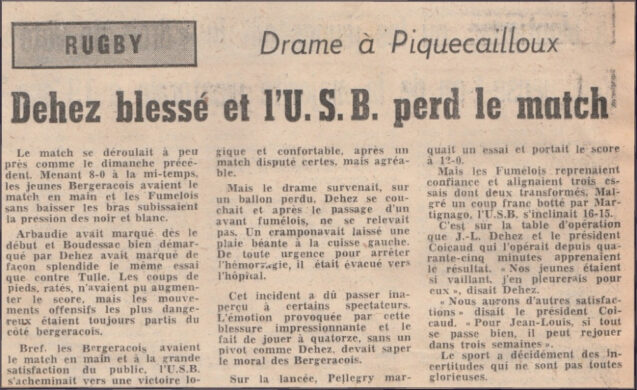 RUGBY
Drame à Piquecailloux
Dehez blessé et l'U.S.B. perd le match
Le match se déroulait à peu
près comme le dimanche précé-
dent. Menant 8-0 à la mi-temps,
les jeunes Bergeracois avaient le
match en main et les Fumelois
sans baisser les bras subissaient
la pression des noir et blanc.
Arbaudie avait marqué dès le
début et Boudessac bien démar-
qué par Dehez avait marqué de
façon splendide le même essai
que contre Tulle. Les coups de
pieds, ratés, n'avaient pu augmen-
ter le score, mais les mouve-
ments offensifs les plus dange-
reux étaient toujours partis du
côté bergeracois.
Bref, les Bergeracois avaient
le match en main et à la grande
satisfaction du public, l'U.S.B.
s'acheminait vers une victoire lo-
gique et confortable, après un
match disputé certes, mais agréa-
ble.
Mais le drame survenait, sur
un ballon perdu. Dehez se cou-
chait et après le passage d'un
avant fumélois, ne se relevait
pas. Un cramponavait laissé une
plaie béante à la cuisse gauche.
De toute urgence pour arrêter
l'hémorragie, il était évacué vers
l'hôpital.
Cet incident a dû passer ina-
perçu à certains spectateurs.
L'émotion provoquée par cette
blessure impressionnante et le
fait de jouer à quatorze, sans un
pivot comme Dehez, devait saper
le moral des Bergeracois.
Sur la lancée, Pellegry mar-
quait un essai et portait le score
à 12-0.
Mais les Fumélois reprenaient
confiance et alignaient trois es-
sais dont deux transformés. Mal-
gré un coup franc botté par Mar-
tignago, l'U.S.B. s'inclinait 16-15.
C'est sur la table d'opération
que J.-L. Dehez et le président
Coicaud qui l'opérait depuis qua-
rante-cinq minutes apprenaient
le résultat. « Nos jeunes étaient
si vaillant, j'en pleurerais pour
eux », disait Dehez.
« Nous aurons d'autres satisfac-
tions » disait le président Coi-
caud. « Pour Jean-Louis, si tout
se passe bien, il peut rejouer
dans trois semaines ».
Le sport a décidément des in-
certitudes qui ne sont pas toutes
glorieuses.